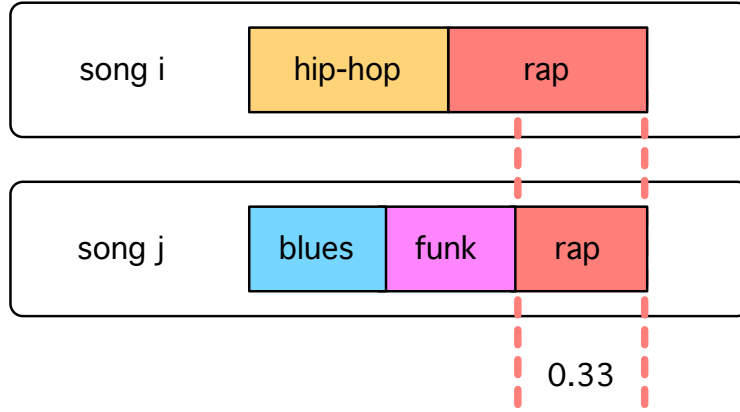 song i hip-hop rap
song j blues funk rap
0.33